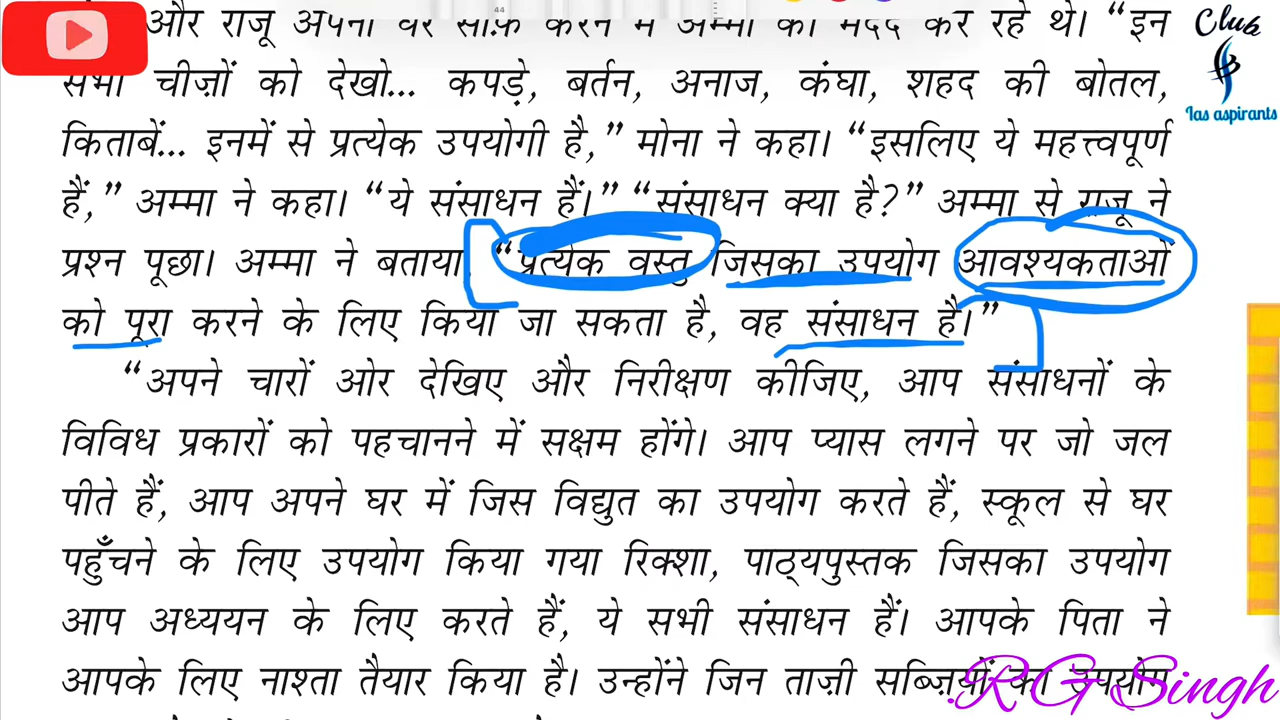 और राजू अपना घर साफ़ करने में अम्मा की मदद कर रहे थे। “इन
Club
सभी चीज़ों को देखो... कपड़े, बर्तन, अनाज, कंघा, शहद की बोतल,
Ias aspirants
किताबें... इनमें से प्रत्येक उपयोगी है,” मोना ने कहा। “इसलिए ये महत्त्वपूर्ण
हैं,” अम्मा ने कहा। “ये संसाधन हैं।” “संसाधन क्या है?” अम्मा से राजू ने
प्रश्न पूछा। अम्मा ने बताया, “प्रत्येक वस्तु जिसका उपयोग आवश्यकताओं
को पूरा करने के लिए किया जा सकता है, वह संसाधन है।”
“अपने चारों ओर देखिए और निरीक्षण कीजिए, आप संसाधनों के
विविध प्रकारों को पहचानने में सक्षम होंगे। आप प्यास लगने पर जो जल
पीते हैं, आप अपने घर में जिस विद्युत का उपयोग करते हैं, स्कूल से घर
पहुँचने के लिए उपयोग किया गया रिक्शा, पाठ्यपुस्तक जिसका उपयोग
आप अध्ययन के लिए करते हैं, ये सभी संसाधन हैं। आपके पिता ने
आपके लिए नाश्ता तैयार किया है। उन्होंने जिन ताज़ी सब्ज़ियों का उपयोग
RG Singh